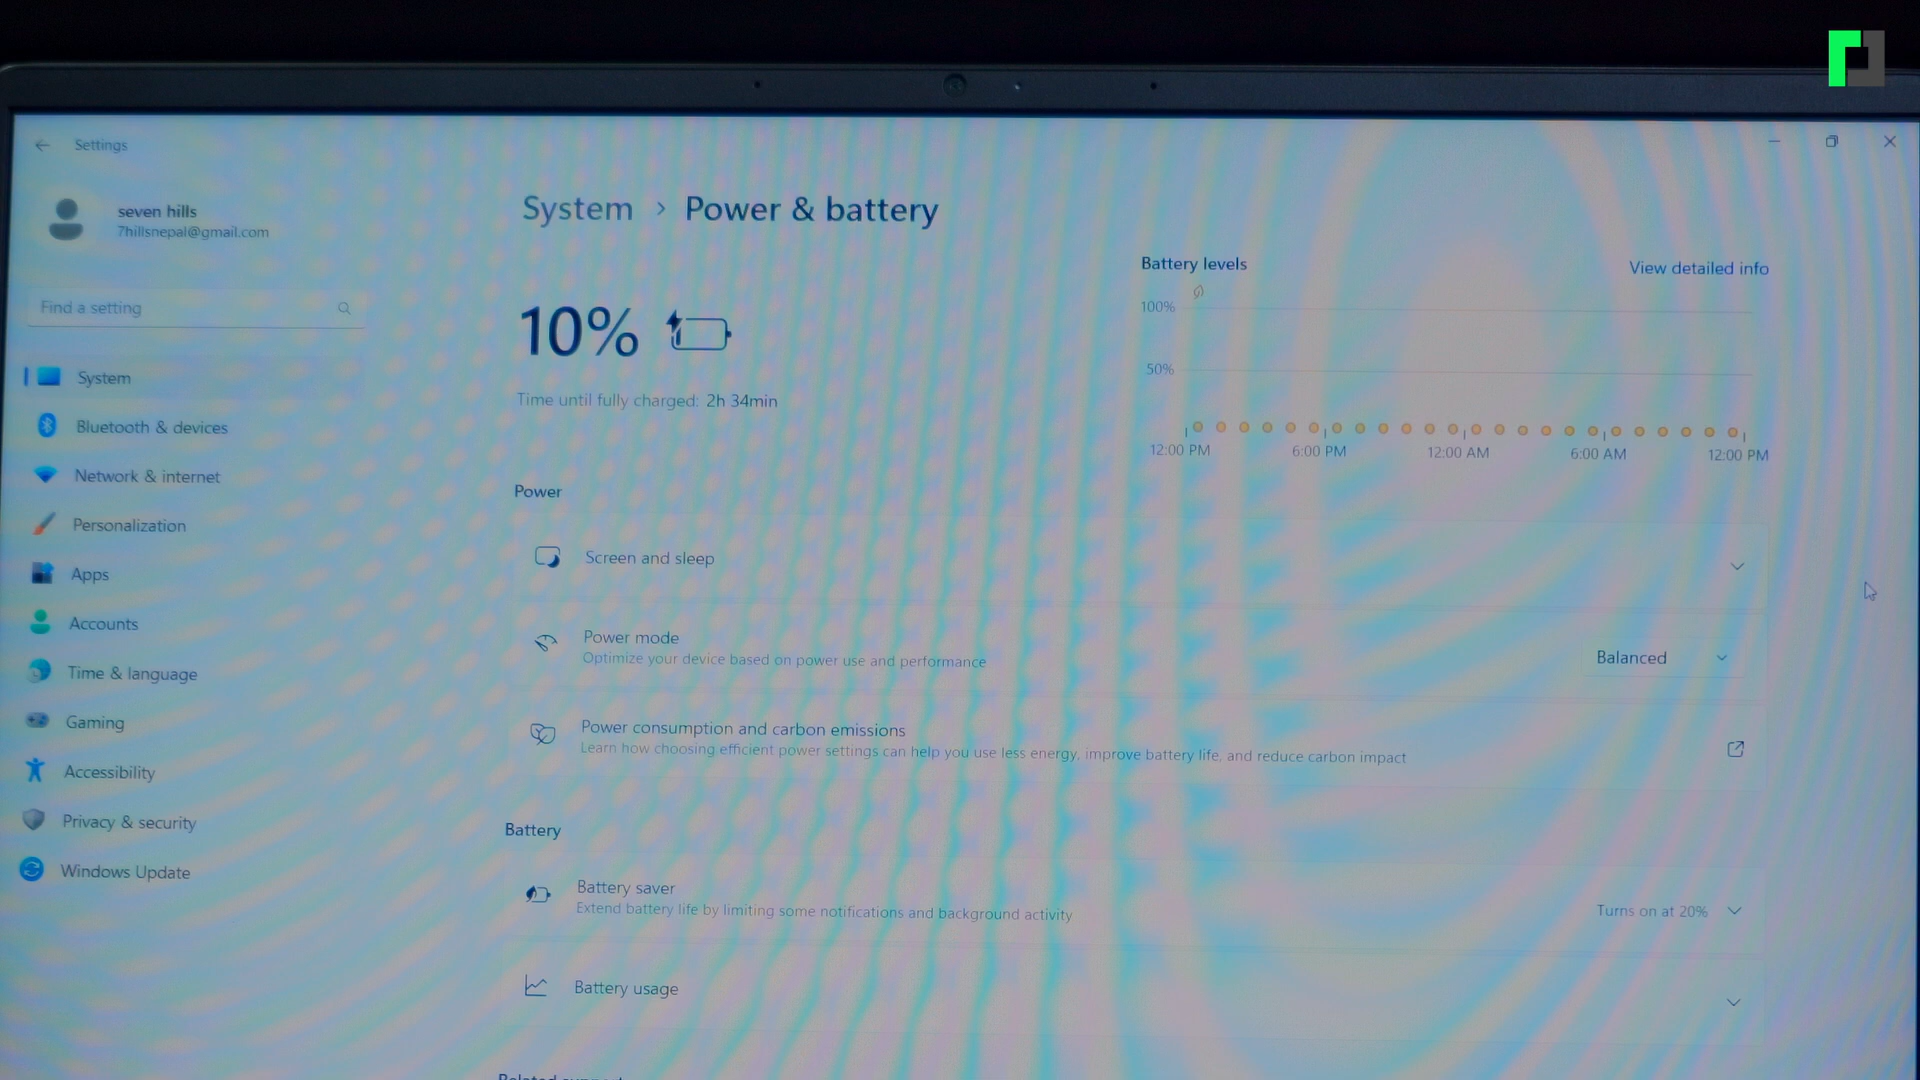 Settings
seven hills
7hillsnepal@gmail.com
Find a setting
System
Bluetooth & devices
Network & internet
Personalization
Apps
Accounts
Time & language
Gaming
Accessibility
Privacy & security
Windows Update
System > Power & battery
10%
Time until fully charged: 2h 34min
Battery levels
View detailed info
100%
50%
12:00 PM 6:00 PM 12:00 AM 6:00 AM 12:00 PM
Power
Screen and sleep
Power mode
Optimize your device based on power use and performance
Balanced
Power consumption and carbon emissions
Learn how choosing efficient power settings can help you use less energy, improve battery life, and reduce carbon impact
Battery
Battery saver
Extend battery life by limiting some notifications and background activity
Turns on at 20%
Battery usage